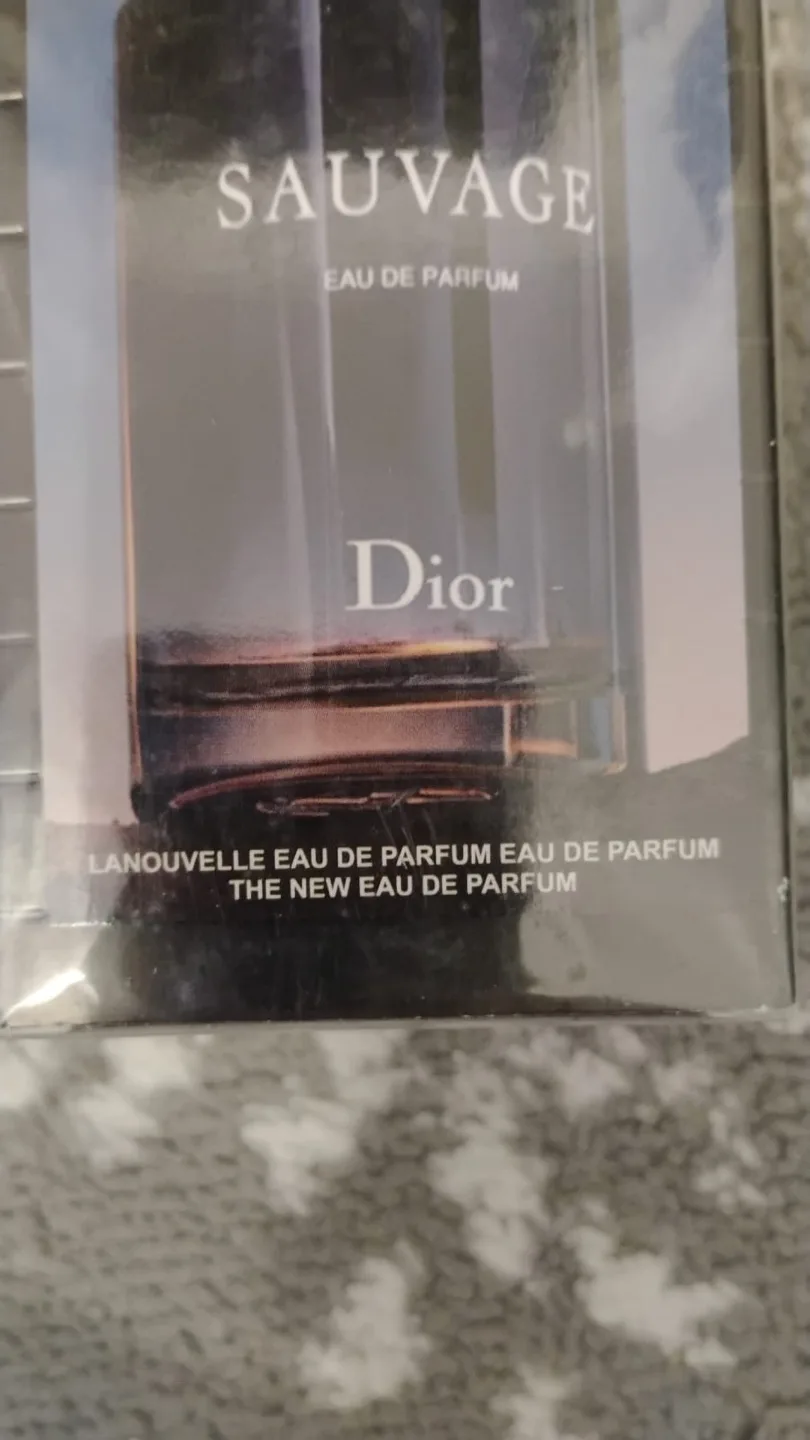 SAUVAGE
EAU DE PARFUM
Dior
LANOUVELLE EAU DE PARFUM EAU DE PARFUM
THE NEW EAU DE PARFUM